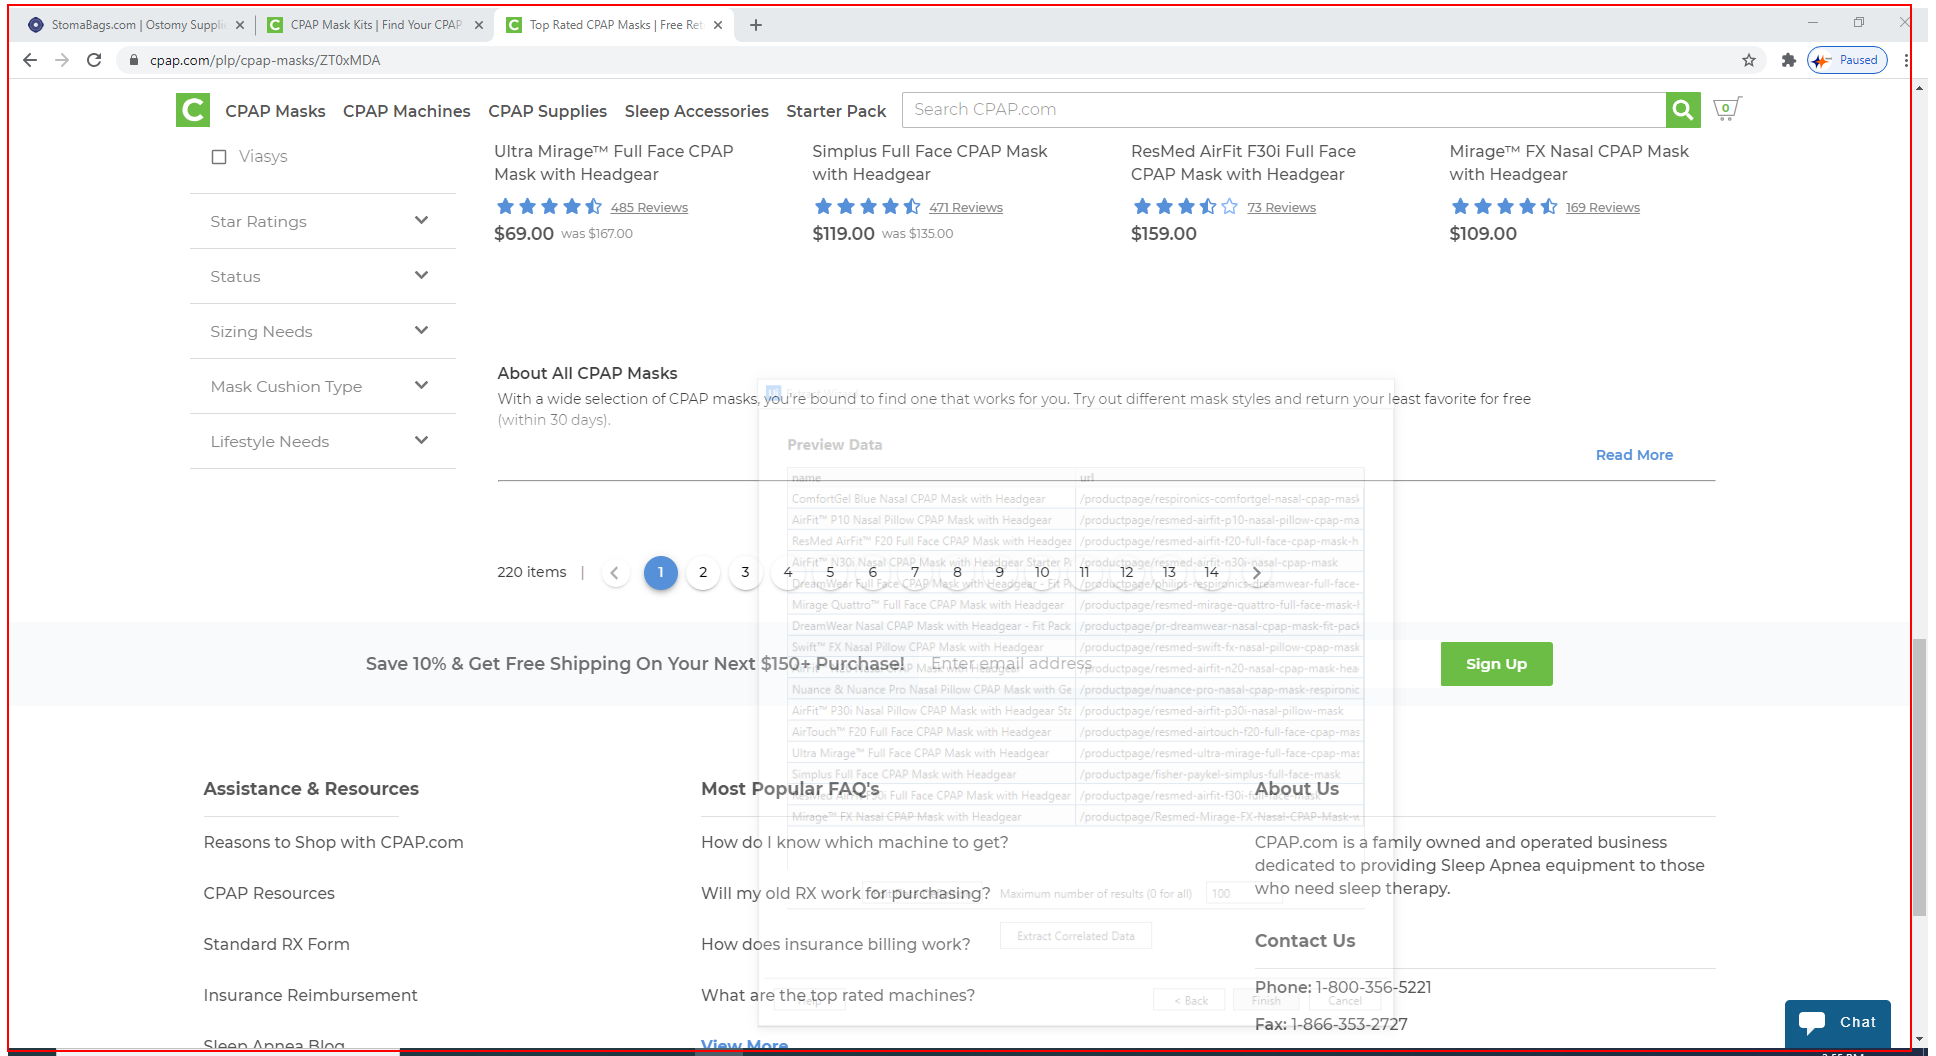 StomaBags.com | Ostomy Supplie
CPAP Mask Kits | Find Your CPAP
Top Rated CPAP Masks | Free Ret
cpap.com/plp/cpap-masks/ZT0xMDA
Paused
C
CPAP Masks
CPAP Machines
CPAP Supplies
Sleep Accessories
Starter Pack
Search CPAP.com
0
Viasys
Star Ratings
Status
Sizing Needs
Mask Cushion Type
Lifestyle Needs
Ultra Mirage™ Full Face CPAP
Mask with Headgear
485 Reviews
$69.00 was $167.00
Simplus Full Face CPAP Mask
with Headgear
471 Reviews
$119.00 was $135.00
ResMed AirFit F30i Full Face
CPAP Mask with Headgear
73 Reviews
$159.00
Mirage™ FX Nasal CPAP Mask
with Headgear
169 Reviews
$109.00
About All CPAP Masks
With a wide selection of CPAP masks, you're bound to find one that works for you. Try out different mask styles and return your least favorite for free
(within 30 days).
Read More
Preview Data
name url
ComfortGel Blue Nasal CPAP Mask with Headgear /productpage/respironics-comfortgel-nasal-cpap-mask
AirFit™ P10 Nasal Pillow CPAP Mask with Headgear /productpage/resmed-airfit-p10-nasal-pillow-cpap-ma
ResMed AirFit™ F20 Full Face CPAP Mask with Headgea /productpage/resmed-airfit-f20-full-face-cpap-mask-h
AirFit™ N30i Nasal CPAP Mask with Headgear Starter P /productpage/resmed-airfit-n30i-nasal-cpap-mask
DreamWear Full Face CPAP Mask with Headgear - Fit P /productpage/philips-respironics-dreamwear-full-face-
Mirage Quattro™ Full Face CPAP Mask with Headgear /productpage/resmed-mirage-quattro-full-face-mask-
DreamWear Nasal CPAP Mask with Headgear - Fit Pack /productpage/pr-dreamwear-nasal-cpap-mask-fit-pack
Swift™ FX Nasal Pillow CPAP Mask with Headgear /productpage/resmed-swift-fx-nasal-pillow-cpap-mask
AirFit™ N20 Nasal CPAP Mask with Headgear /productpage/resmed-airfit-n20-nasal-cpap-mask-hea
Nuance & Nuance Pro Nasal Pillow CPAP Mask with Ge /productpage/nuance-pro-nasal-cpap-mask-respironic
AirFit™ P30i Nasal Pillow CPAP Mask with Headgear Sta /productpage/resmed-airfit-p30i-nasal-pillow-mask
AirTouch™ F20 Full Face CPAP Mask with Headgear /productpage/resmed-airtouch-f20-full-face-cpap-mas
Ultra Mirage™ Full Face CPAP Mask with Headgear /productpage/resmed-ultra-mirage-full-face-cpap-mas
Simplus Full Face CPAP Mask with Headgear /productpage/fisher-paykel-simplus-full-face-mask
ResMed AirFit F30i Full Face CPAP Mask with Headgear /productpage/resmed-airfit-f30i-full-face-mask
Mirage™ FX Nasal CPAP Mask with Headgear /productpage/Resmed-Mirage-FX-Nasal-CPAP-Mask-
Maximum number of results (0 for all) 100
Extract Correlated Data
Help
< Back
Finish
Cancel
220 items | 1 2 3 4 5 6 7 8 9 10 11 12 13 14
Save 10% & Get Free Shipping On Your Next $150+ Purchase!
Enter email address
Sign Up
Assistance & Resources
Reasons to Shop with CPAP.com
CPAP Resources
Standard RX Form
Insurance Reimbursement
Sleep Apnea Blog
Most Popular FAQ's
How do I know which machine to get?
Will my old RX work for purchasing?
How does insurance billing work?
What are the top rated machines?
View More
About Us
CPAP.com is a family owned and operated business
dedicated to providing Sleep Apnea equipment to those
who need sleep therapy.
Contact Us
Phone: 1-800-356-5221
Fax: 1-866-353-2727
Chat